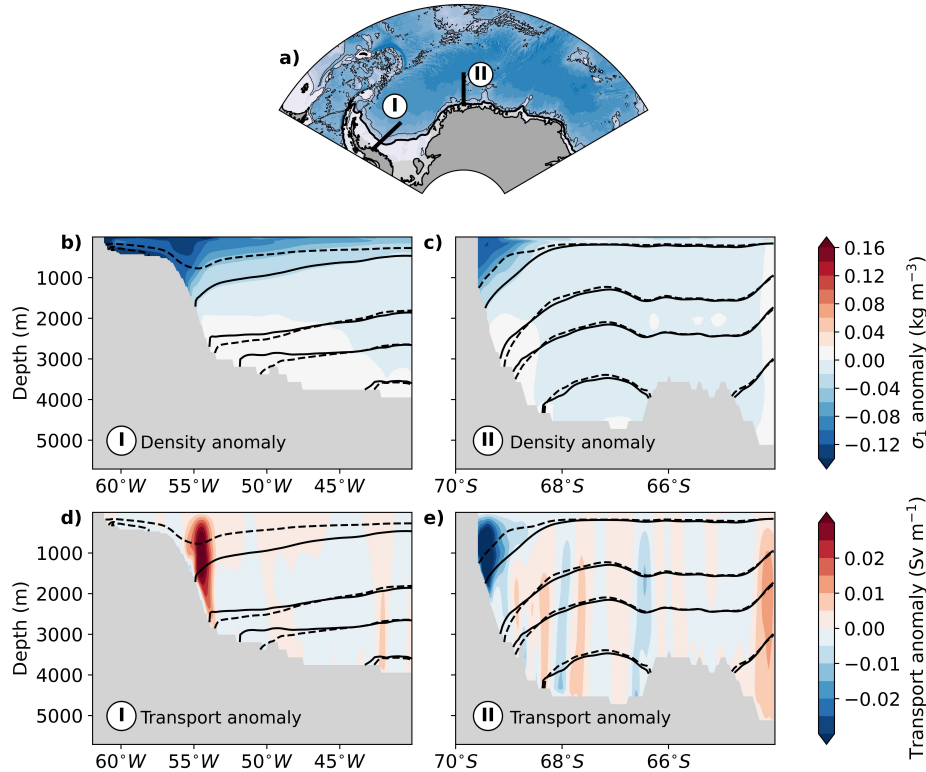 a)
I
II
b)
c)
1000
2000
3000
4000
5000
Depth (m)
I Density anomaly
II Density anomaly
60°W 55°W 50°W 45°W
70°S 68°S 66°S
0.16
0.12
0.08
0.04
0.00
−0.04
−0.08
−0.12
σ1 anomaly (kg m−3)
d)
e)
1000
2000
3000
4000
5000
Depth (m)
I Transport anomaly
II Transport anomaly
60°W 55°W 50°W 45°W
70°S 68°S 66°S
0.02
0.01
0.00
−0.01
−0.02
Transport anomaly (Sv m−1)